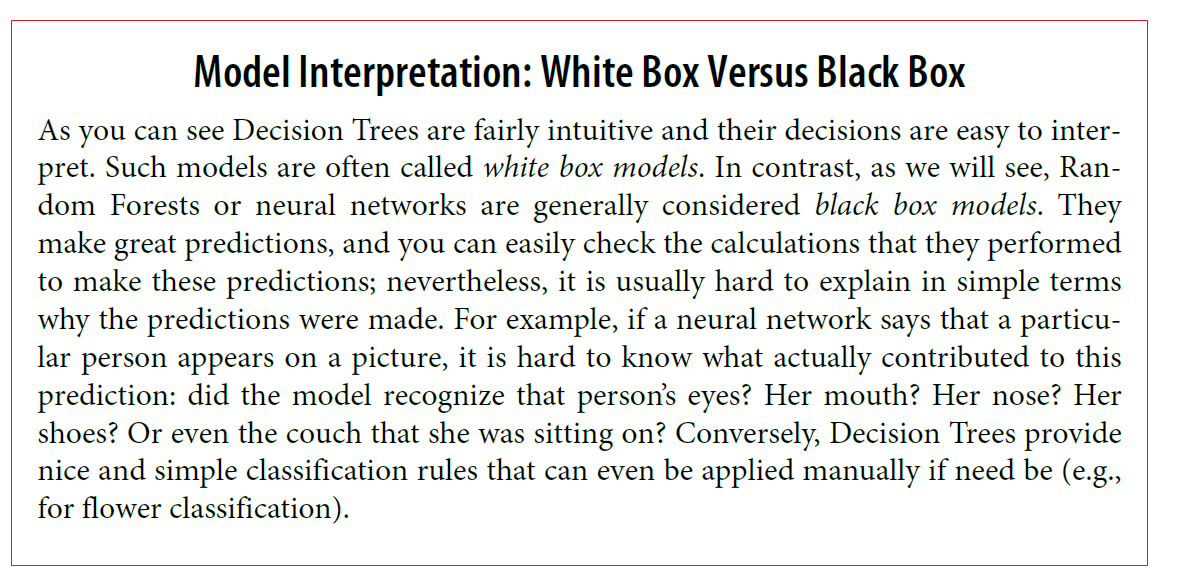 Model Interpretation: White Box Versus Black Box
As you can see Decision Trees are fairly intuitive and their decisions are easy to inter-
pret. Such models are often called white box models. In contrast, as we will see, Ran-
dom Forests or neural networks are generally considered black box models. They
make great predictions, and you can easily check the calculations that they performed
to make these predictions; nevertheless, it is usually hard to explain in simple terms
why the predictions were made. For example, if a neural network says that a particu-
lar person appears on a picture, it is hard to know what actually contributed to this
prediction: did the model recognize that person’s eyes? Her mouth? Her nose? Her
shoes? Or even the couch that she was sitting on? Conversely, Decision Trees provide
nice and simple classification rules that can even be applied manually if need be (e.g.,
for flower classification).